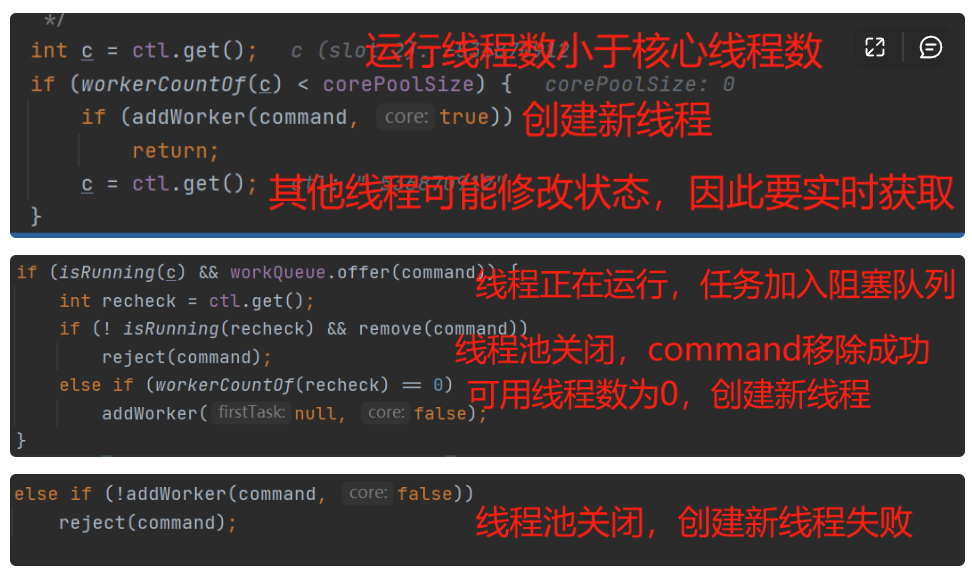 */
int c = ctl.get(); c (slot_2)
运行线程数小于核心线程数
if (workerCountOf(c) < corePoolSize) { corePoolSize: 0
if (addWorker(command, core: true))
创建新线程
return;
c = ctl.get();
其他线程可能修改状态，因此要实时获取
}
if (isRunning(c) && workQueue.offer(command)) {
线程正在运行，任务加入阻塞队列
int recheck = ctl.get();
if (! isRunning(recheck) && remove(command))
reject(command);
线程池关闭，command移除成功
else if (workerCountOf(recheck) == 0)
可用线程数为0，创建新线程
addWorker( firstTask: null, core: false);
}
else if (!addWorker(command, core: false))
reject(command);
线程池关闭，创建新线程失败